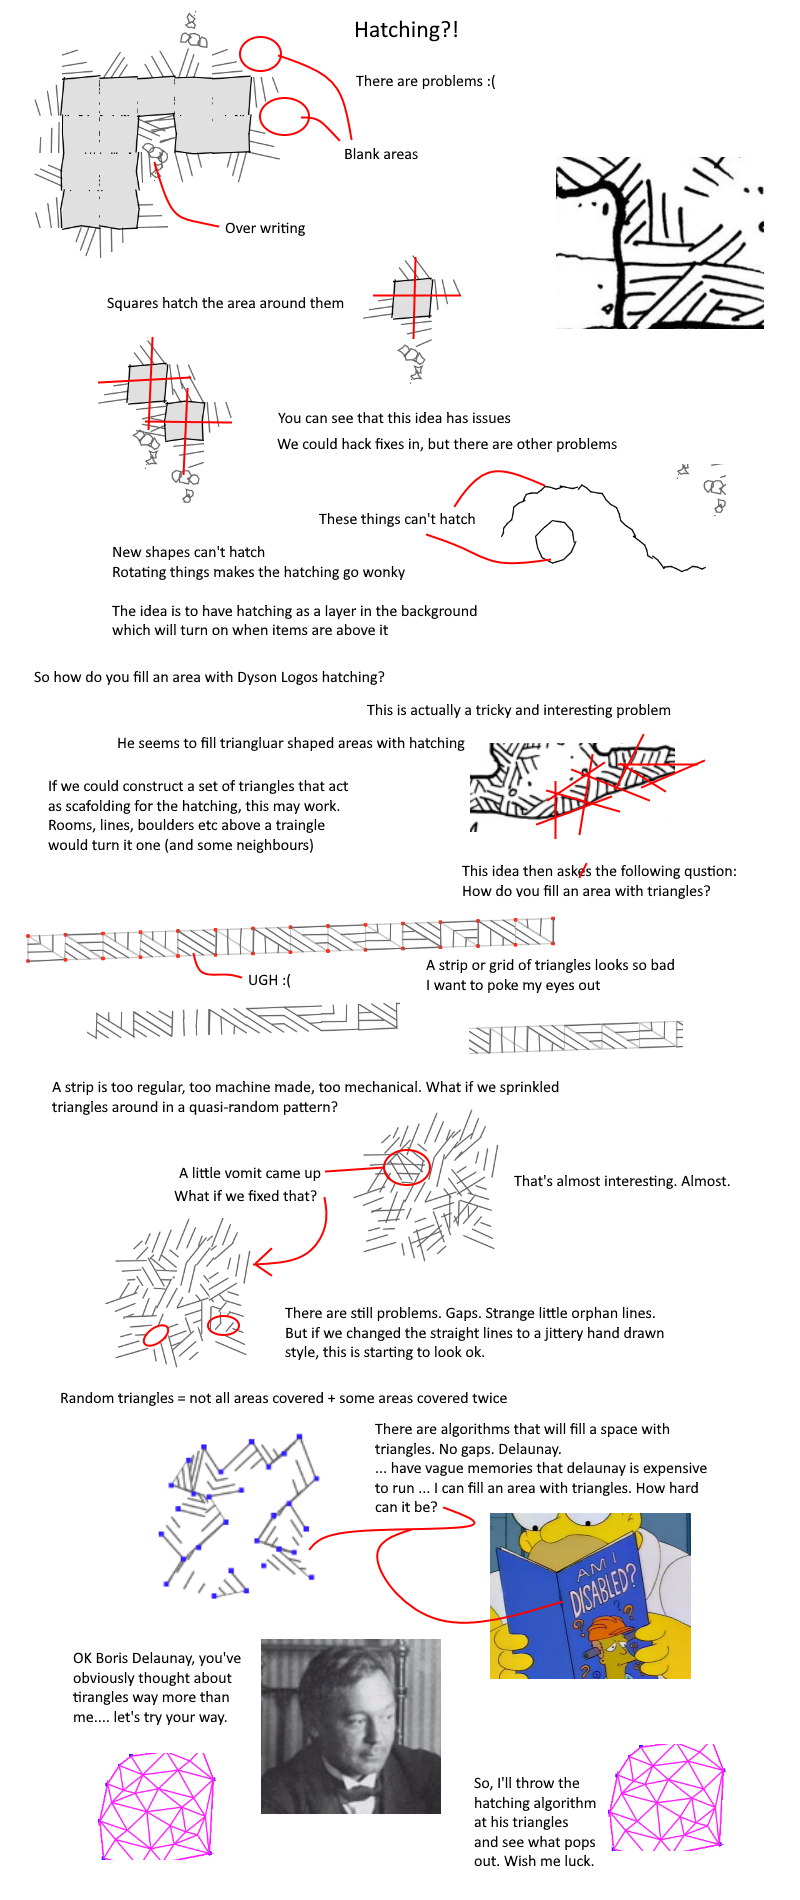 Hatching?!
There are problems :(
Blank areas
Over writing
Squares hatch the area around them
You can see that this idea has issues
We could hack fixes in, but there are other problems
These things can't hatch
New shapes can't hatch
Rotating things makes the hatching go wonky
The idea is to have hatching as a layer in the background
which will turn on when items are above it
So how do you fill an area with Dyson Logos hatching?
This is actually a tricky and interesting problem
He seems to fill triangluar shaped areas with hatching
If we could construct a set of triangles that act
as scafolding for the hatching, this may work.
Rooms, lines, boulders etc above a traingle
would turn it one (and some neighbours)
This idea then askes the following qustion:
How do you fill an area with triangles?
UGH :(
A strip or grid of triangles looks so bad
I want to poke my eyes out
A strip is too regular, too machine made, too mechanical. What if we sprinkled
triangles around in a quasi-random pattern?
A little vomit came up
What if we fixed that?
That's almost interesting. Almost.
There are still problems. Gaps. Strange little orphan lines.
But if we changed the straight lines to a jittery hand drawn
style, this is starting to look ok.
Random triangles = not all areas covered + some areas covered twice
There are algorithms that will fill a space with
triangles. No gaps. Delaunay.
... have vague memories that delaunay is expensive
to run ... I can fill an area with triangles. How hard
can it be?
AM I
DISABLED?
OK Boris Delaunay, you've
obviously thought about
tirangles way more than
me.... let's try your way.
So, I'll throw the
hatching algorithm
at his triangles
and see what pops
out. Wish me luck.